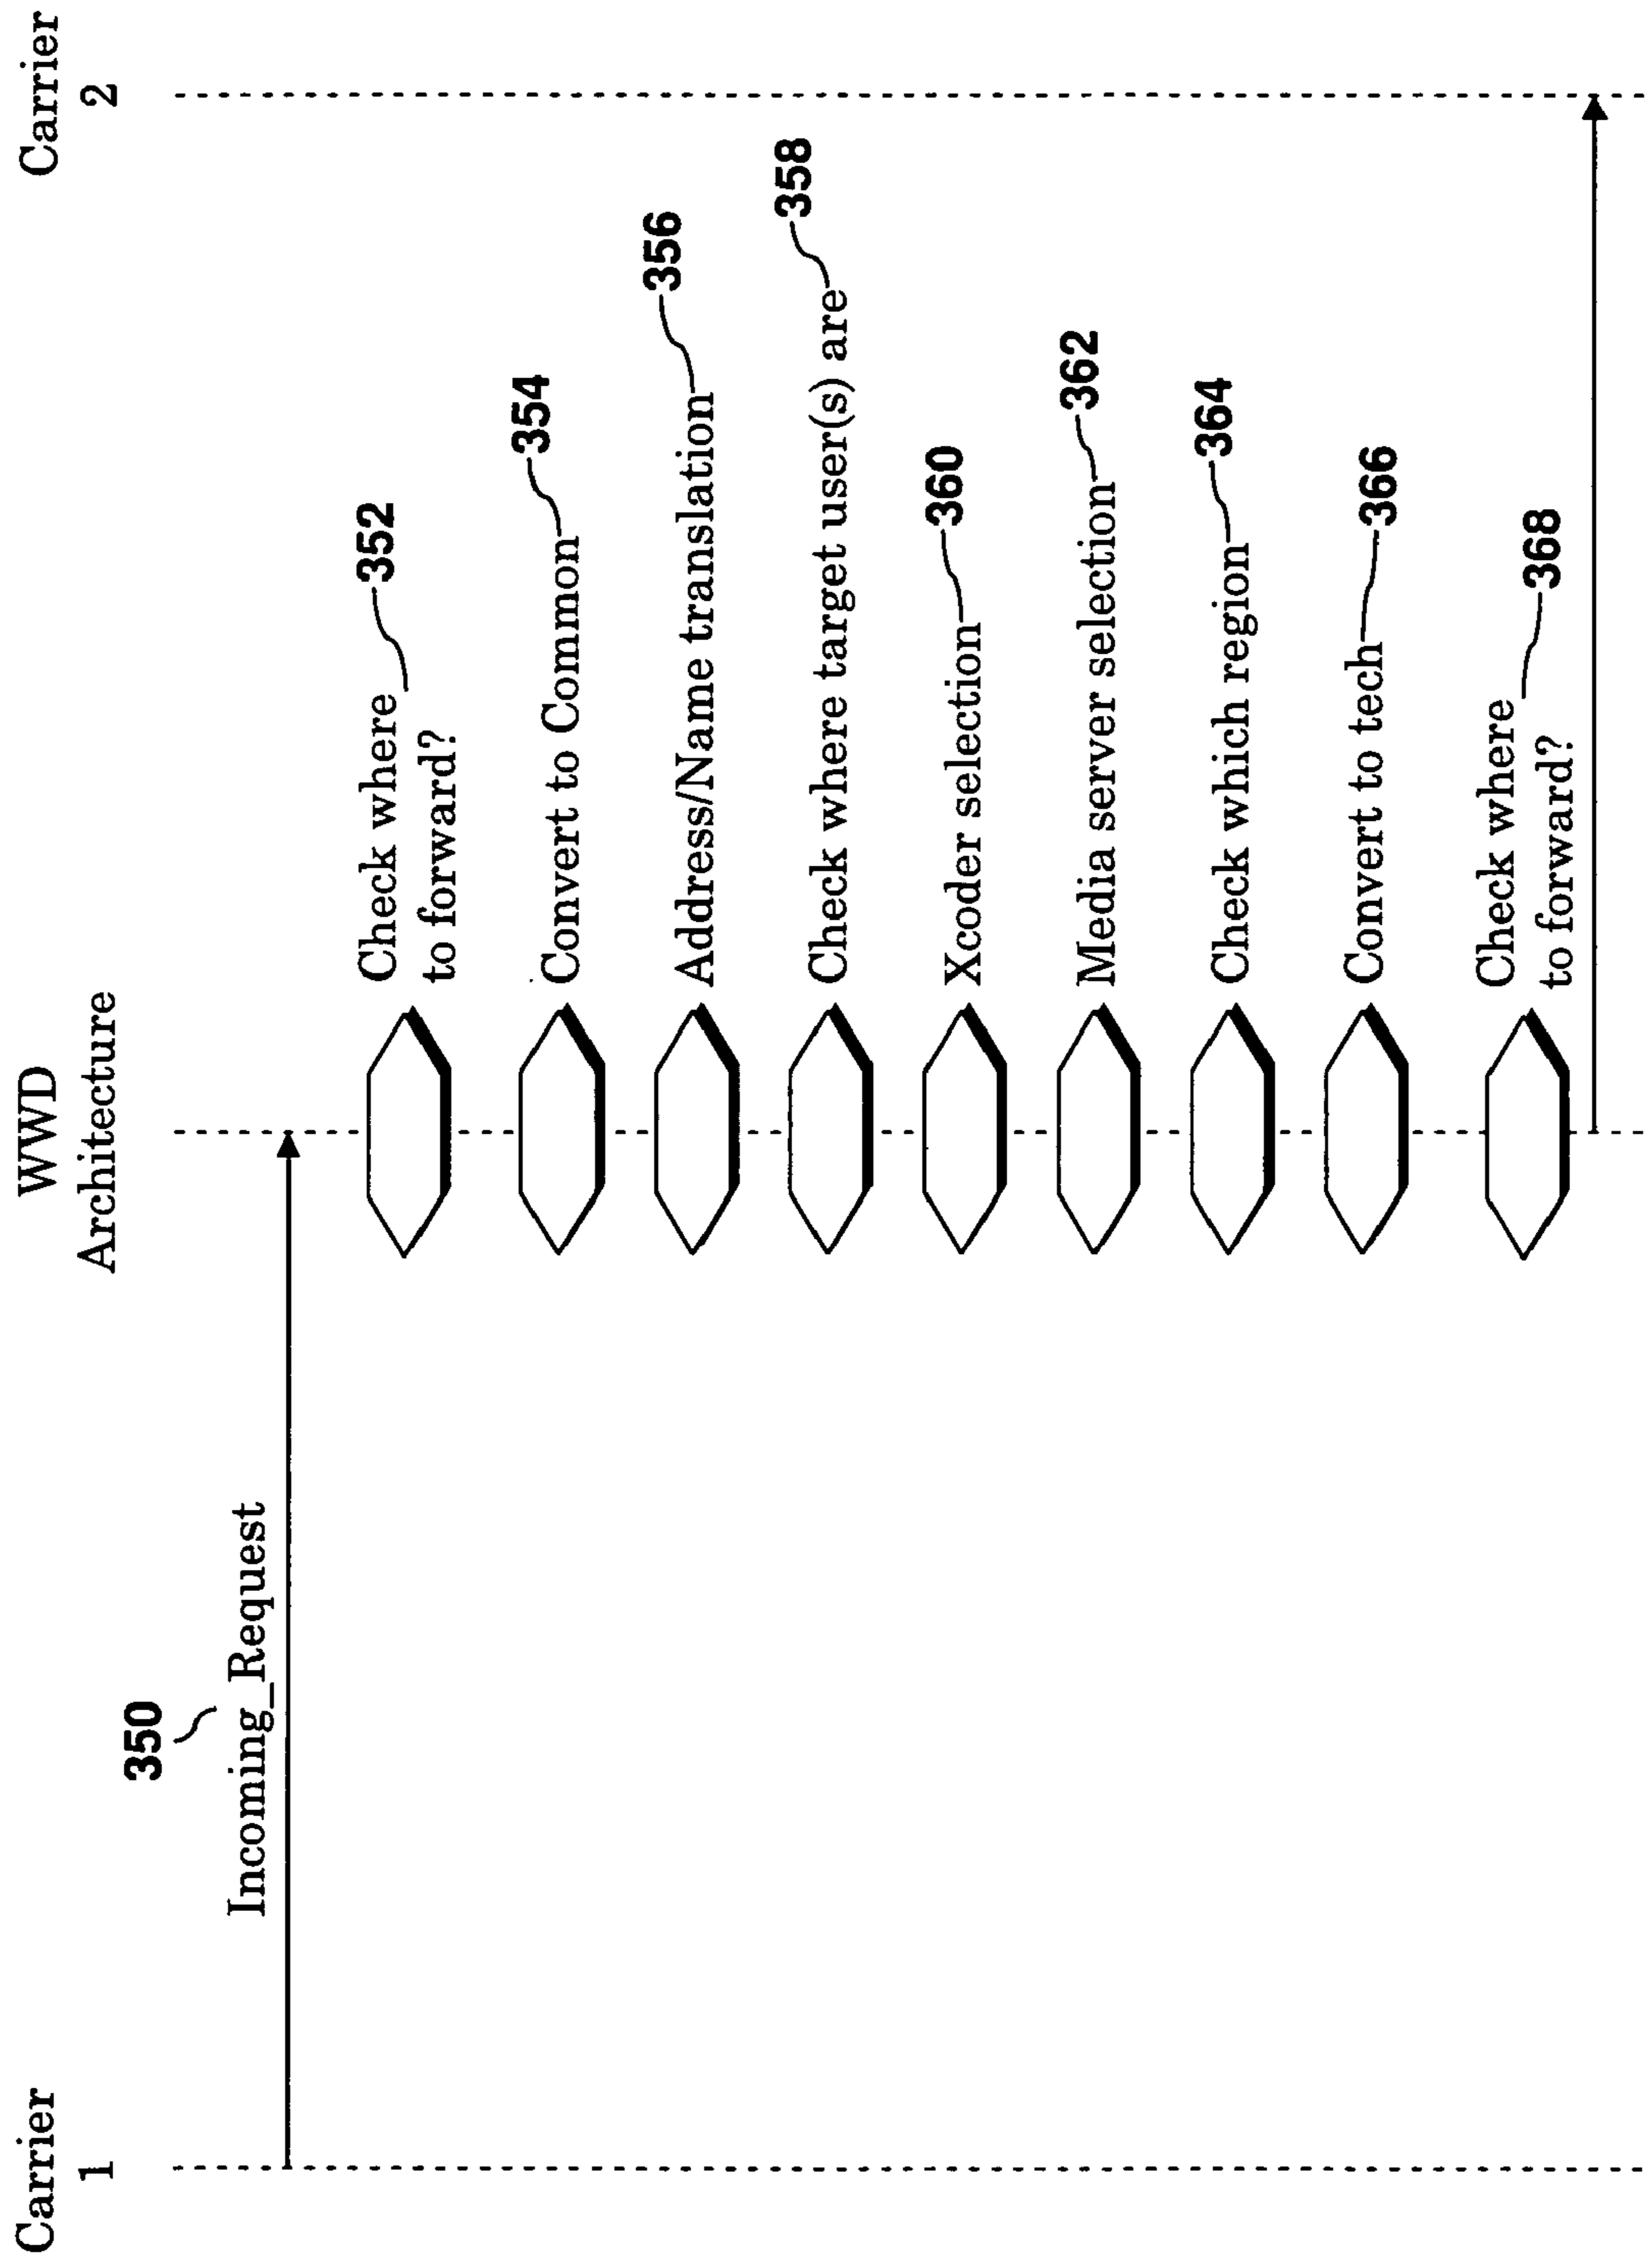 Carrier
1
WWD
Architecture
Carrier
2
350
Incoming_Request
Check where
to forward?
352
Convert to Common
354
Address/Name translation
356
Check where target user(s) are
358
Xcoder selection
360
Media server selection
362
Check which region
364
Convert to tech
366
Check where
to forward?
368